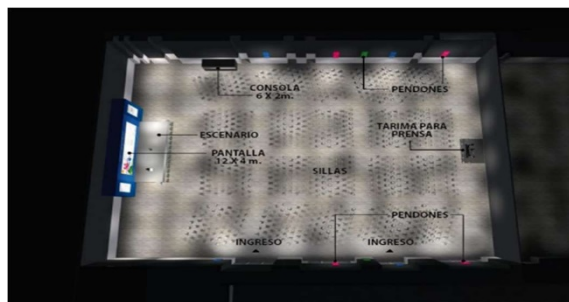 CONSOLA
6 X 2m.
PENDONES
ESCENARIO
TARIMA PARA
PRENSA
PANTALLA
12 X 4 m.
SILLAS
PENDONES
INGRESO
INGRESO